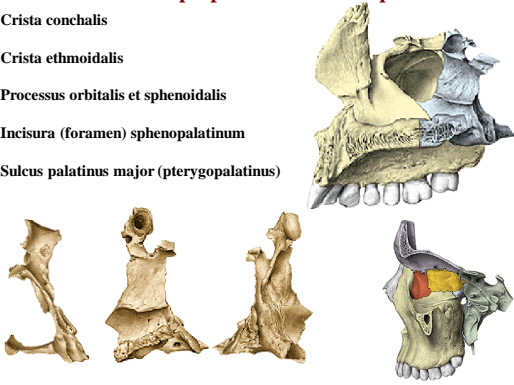 Crista conchalis
Crista ethmoidalis
Processus orbitalis et sphenoidalis
Incisura (foramen) sphenopalatinum
Sulcus palatinus major (pterygopalatinus)